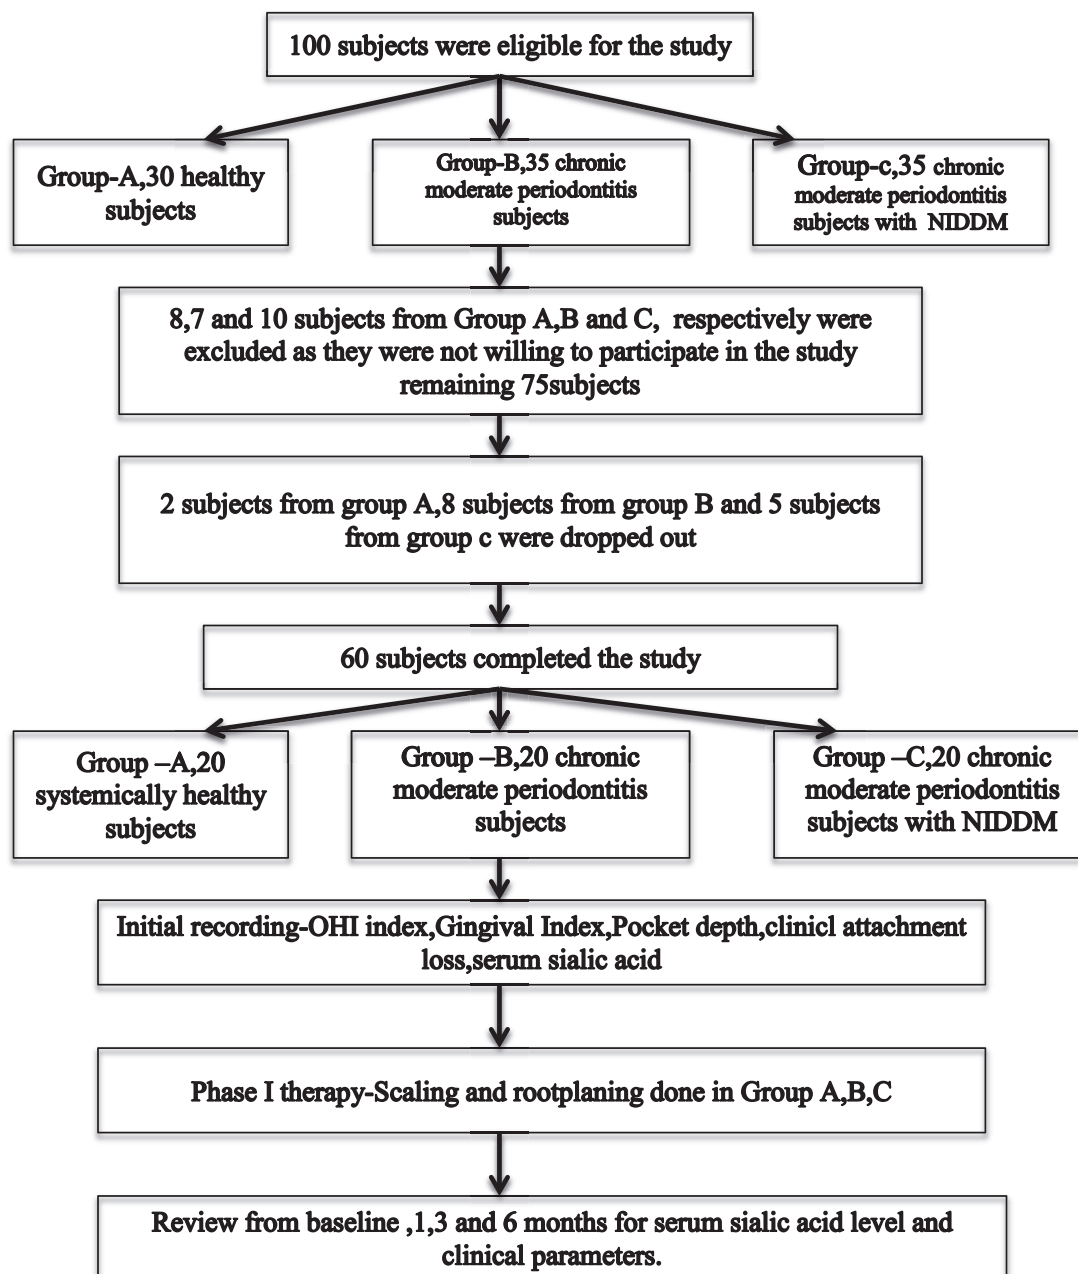 100 subjects were eligible for the study
Group-A,30 healthy
subjects
Group-B,35 chronic
moderate periodontitis
subjects
Group-c,35 chronic
moderate periodontitis
subjects with NIDDM
8,7 and 10 subjects from Group A,B and C, respectively were
excluded as they were not willing to participate in the study
remaining 75subjects
2 subjects from group A,8 subjects from group B and 5 subjects
from group c were dropped out
60 subjects completed the study
Group –A,20
systemically healthy
subjects
Group –B,20 chronic
moderate periodontitis
subjects
Group –C,20 chronic
moderate periodontitis
subjects with NIDDM
Initial recording-OHI index,Gingival Index,Pocket depth,clinicl attachment
loss,serum sialic acid
Phase I therapy-Scaling and rootplaning done in Group A,B,C
Review from baseline ,1,3 and 6 months for serum sialic acid level and
clinical parameters.